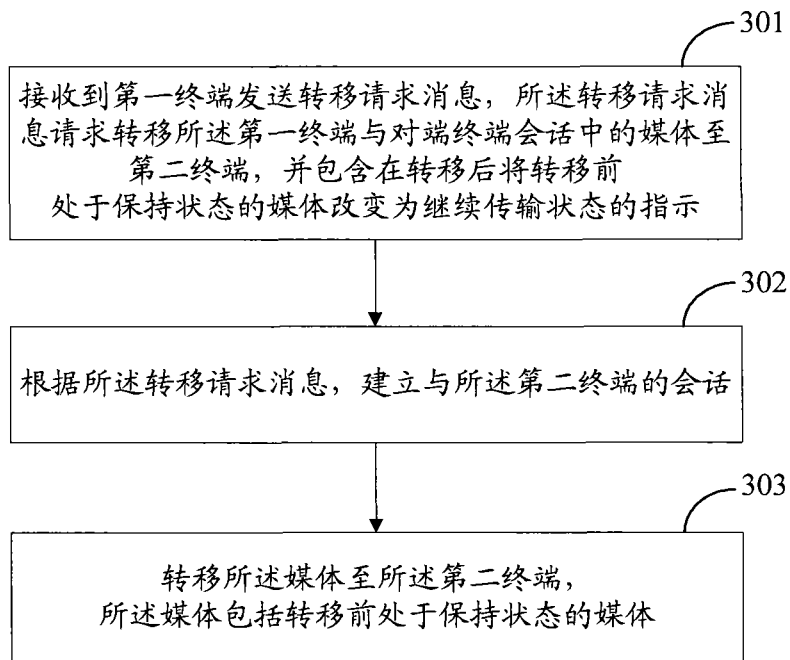 301
接收到第一终端发送转移请求消息，所述转移请求消
息请求转移所述第一终端与对端终端会话中的媒体至
第二终端，并包含在转移后将转移前
处于保持状态的媒体改变为继续传输状态的指示
302
根据所述转移请求消息，建立与所述第二终端的会话
303
转移所述媒体至所述第二终端，
所述媒体包括转移前处于保持状态的媒体